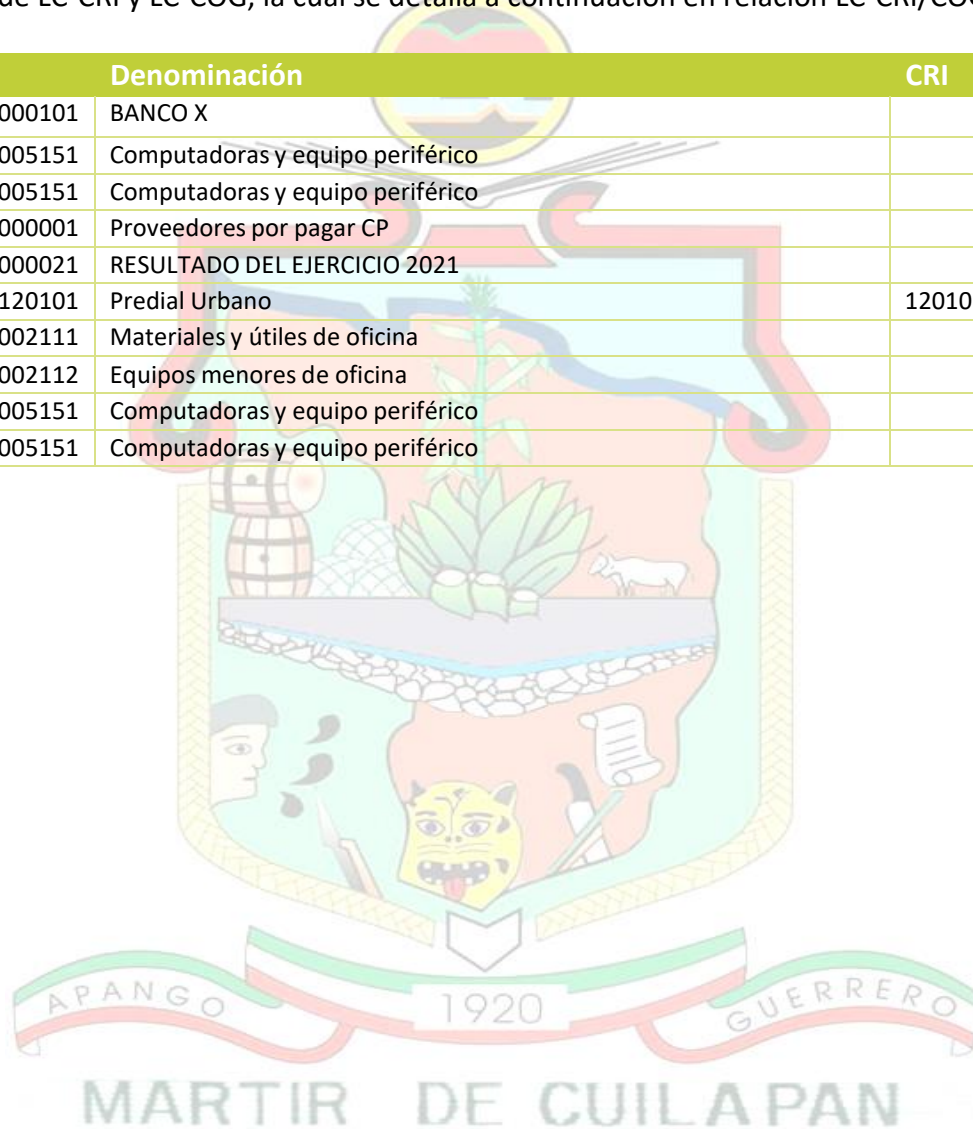 de LC-CRI y LC-COG, la cual se detalla a continuación en relación LC-CRI/COG
Denominación CRI
000101 BANCO X
005151 Computadoras y equipo periférico
005151 Computadoras y equipo periférico
000001 Proveedores por pagar CP
000021 RESULTADO DEL EJERCICIO 2021
120101 Predial Urbano 12010
002111 Materiales y útiles de oficina
002112 Equipos menores de oficina
005151 Computadoras y equipo periférico
005151 Computadoras y equipo periférico
APANGO 1920 GUERRERO
MARTIR DE CUILAPAN